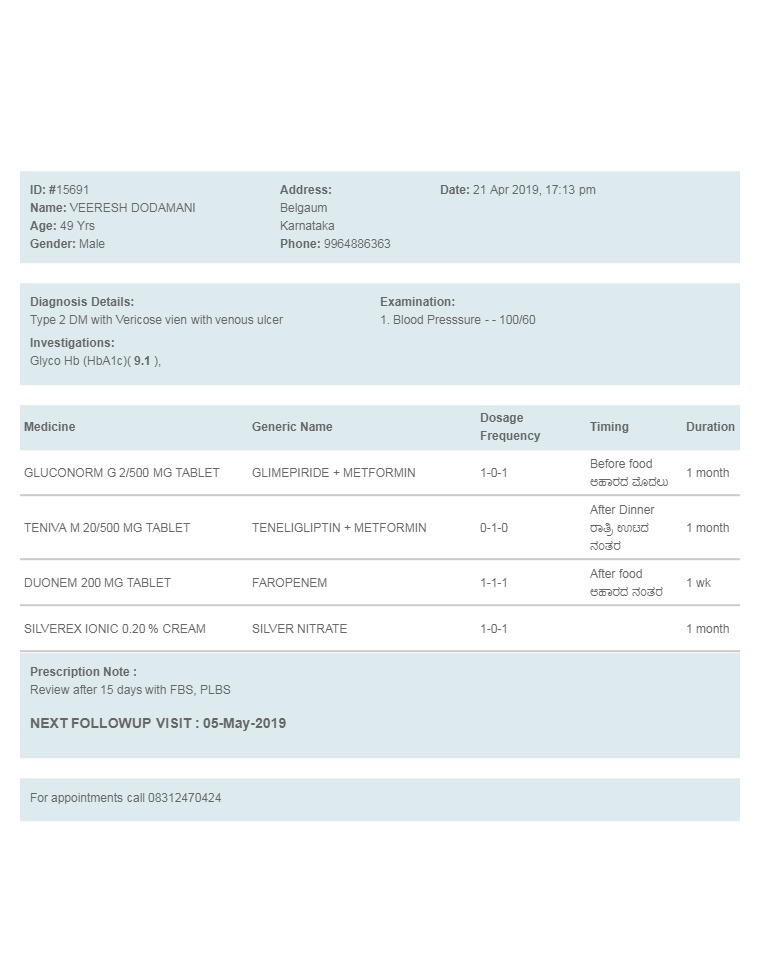 ID: #15691
Name: VEERESH DODAMANI
Age: 49 Yrs
Gender: Male
Address:
Belgaum
Karnataka
Phone: 9964886363
Date: 21 Apr 2019, 17:13 pm
Diagnosis Details:
Type 2 DM with Vericose vien with venous ulcer
Investigations:
Glyco Hb (HbA1c)( 9.1 ),
Examination:
1. Blood Presssure - - 100/60
Medicine Generic Name Dosage Frequency Timing Duration
GLUCONORM G 2/500 MG TABLET GLIMEPIRIDE + METFORMIN 1-0-1 Before food 1 month
ಆಹಾರದ ಮೊದಲು
TENIVA M 20/500 MG TABLET TENELIGLIPTIN + METFORMIN 0-1-0 After Dinner 1 month
ರಾತ್ರಿ ಊಟದ
ನಂತರ
DUONEM 200 MG TABLET FAROPENEM 1-1-1 After food 1 wk
ಆಹಾರದ ನಂತರ
SILVEREX IONIC 0.20 % CREAM SILVER NITRATE 1-0-1 1 month
Prescription Note :
Review after 15 days with FBS, PLBS
NEXT FOLLOWUP VISIT : 05-May-2019
For appointments call 08312470424